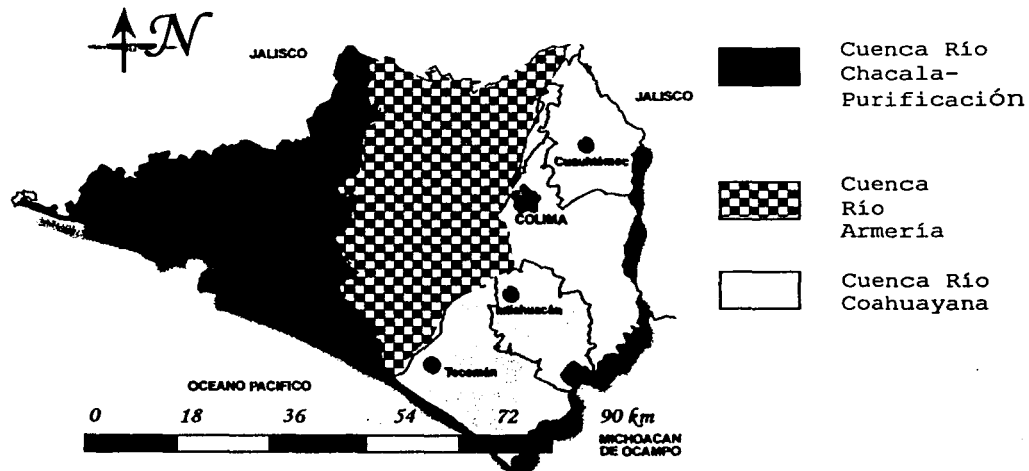 N
JALISCO
JALISCO
Cuauhtémoc
COLIMA
Ixtlahuacán
Tecomán
OCEANO PACIFICO
0 18 36 54 72 90 km
MICHOACAN
DE OCAMPO
Cuenca Río
Chacala-
Purificación
Cuenca
Río
Armería
Cuenca Río
Coahuayana